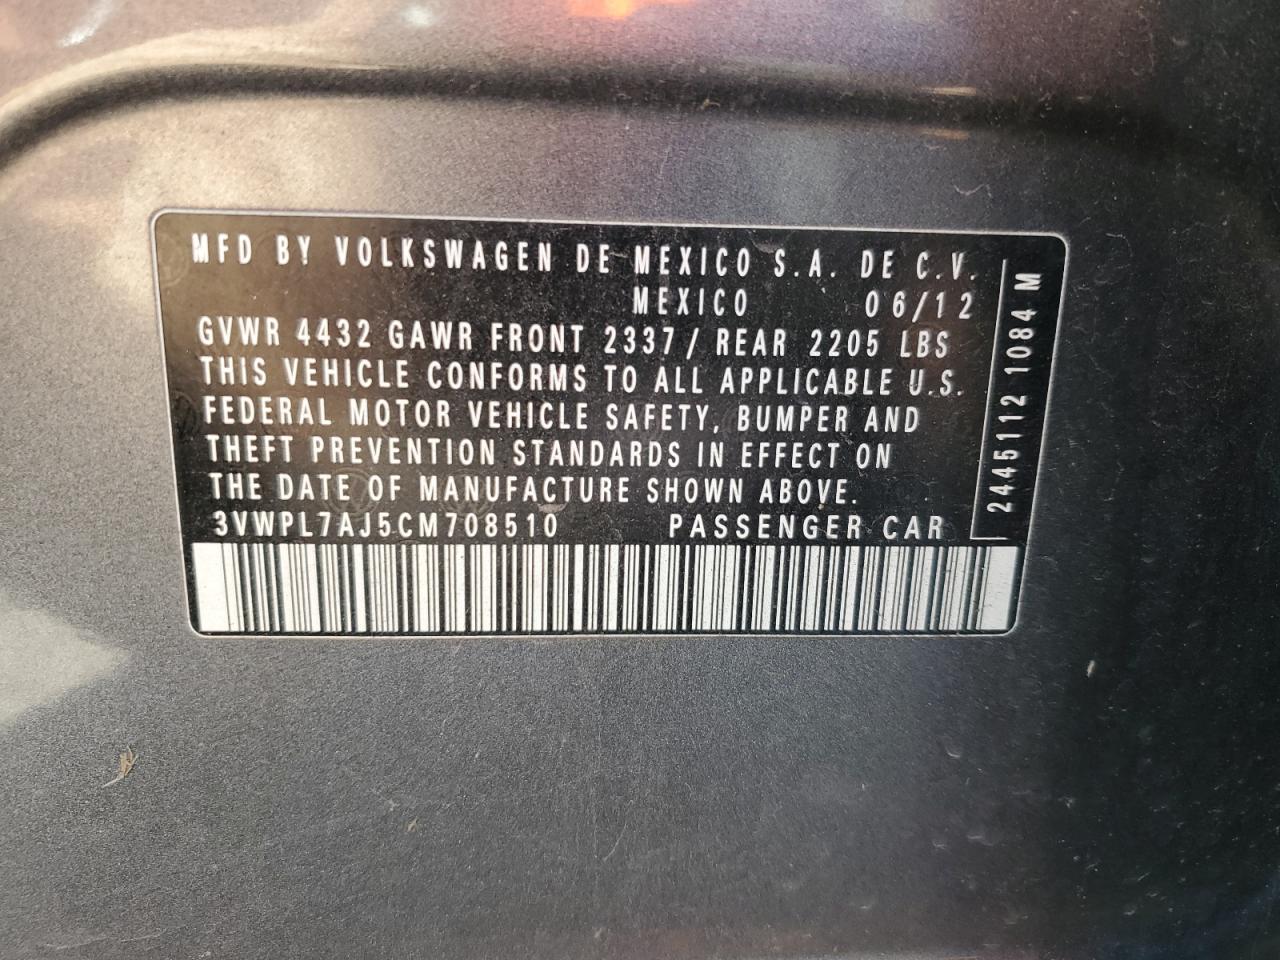 MFD BY VOLKSWAGEN DE MEXICO S.A. DE C.V.
MEXICO 06/12
GVWR 4432 GAWR FRONT 2337/ REAR 2205 LBS
THIS VEHICLE CONFORMS TO ALL APPLICABLE U.S.
FEDERAL MOTOR VEHICLE SAFETY, BUMPER AND
THEFT PREVENTION STANDARDS IN EFFECT ON
THE DATE OF MANUFACTURE SHOWN ABOVE.
3VWPL7AJ5CM708510 PASSENGER CAR
2445112 1084 M